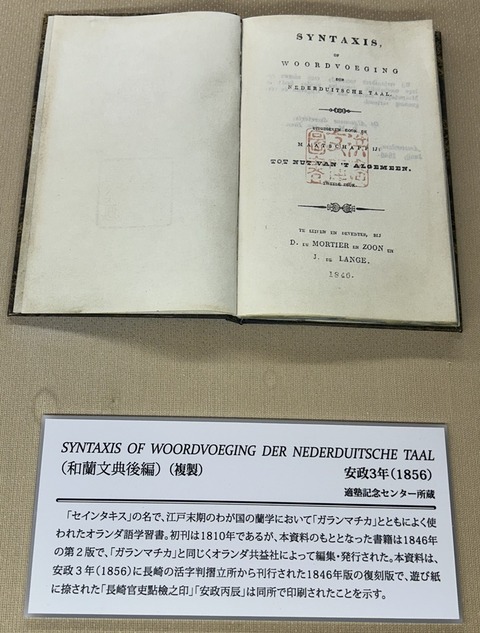 SYNTAXIS,
OF
WOORDVOEGING
DER
NEDERDUITSCHE TAAL.
UITGEGEVEN DOOR DE
MAATSCHAPPIJ:
TOT NUT VAN 'T ALGEMEEN.
TWEEDE DRUK.
TE LEYDEN EN DEVENTER, BIJ
D. DU MORTIER EN ZOON EN
J. DE LANGE.
1846.
SYNTAXIS OF WOORDVOEGING DER NEDERDUITSCHE TAAL
(和蘭文典後編)(複製)
安政3年(1856)
適塾記念センター所蔵
「セインタキス」の名で、江戸末期のわが国の蘭学において「ガランマチカ」とともによく使
われたオランダ語学習書。初刊は1810年であるが、本資料のもととなった書籍は1846年
の第2版で、「ガランマチカ」と同じくオランダ共益社によって編集・発行された。本資料は、
安政3年(1856)に長崎の活字判摺立所から刊行された1846年版の復刻版で、遊び紙
に捺された「長崎官吏點檢之印」「安政丙辰」は同所で印刷されたことを示す。